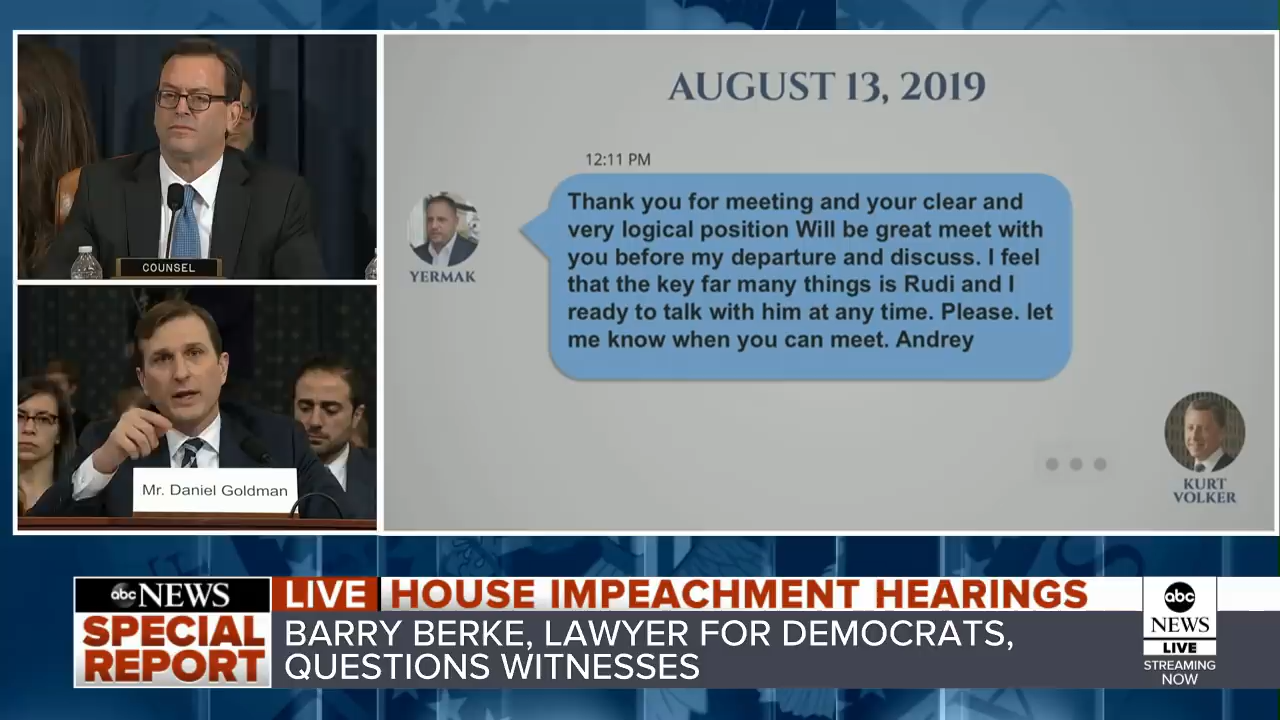 AUGUST 13, 2019
12:11 PM
Thank you for meeting and your clear and
very logical position Will be great meet with
you before my departure and discuss. I feel
that the key far many things is Rudi and I
ready to talk with him at any time. Please. let
me know when you can meet. Andrey
YERMAK
KURT
VOLKER
COUNSEL
Mr. Daniel Goldman
abc NEWS
SPECIAL
REPORT
LIVE HOUSE IMPEACHMENT HEARINGS
BARRY BERKE, LAWYER FOR DEMOCRATS,
QUESTIONS WITNESSES
abc
NEWS
LIVE
STREAMING
NOW